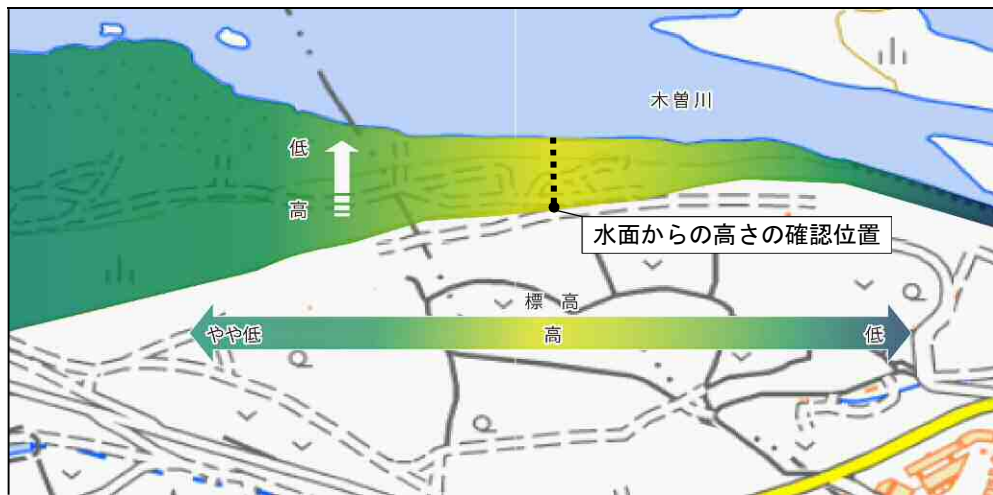 木曽川
低
高
水面からの高さの確認位置
標高
やや低
高
低